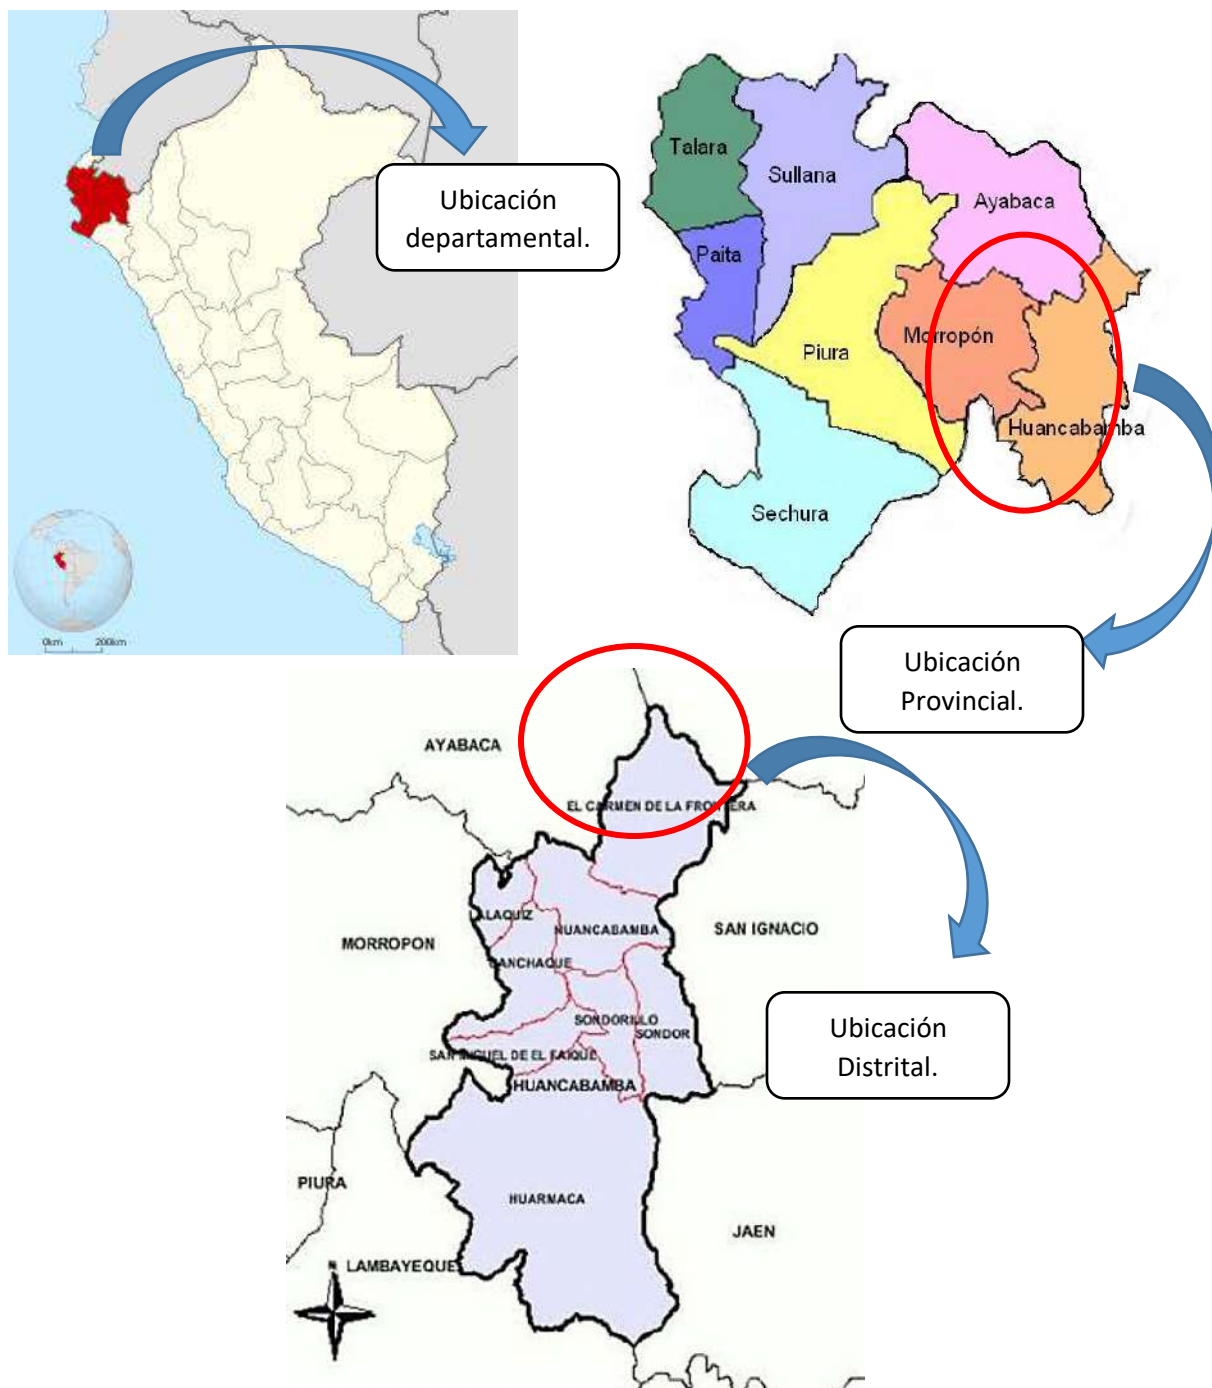 Ubicación
departamental.
0km 200km
Talara
Sullana
Ayabaca
Paita
Morropón
Piura
Huancabamba
Sechura
Ubicación
Provincial.
AYABACA
EL CARMEN DE LA FRONTERA
LALAQUIZ
HUANCABAMBA
SAN IGNACIO
MORROPON
CANCHAQUE
SONDORILLO
SONDOR
SAN MIGUEL DE EL FAIQUE
HUANCABAMBA
Ubicación
Distrital.
PIURA
HUARMACA
JAEN
N
LAMBAYEQUE